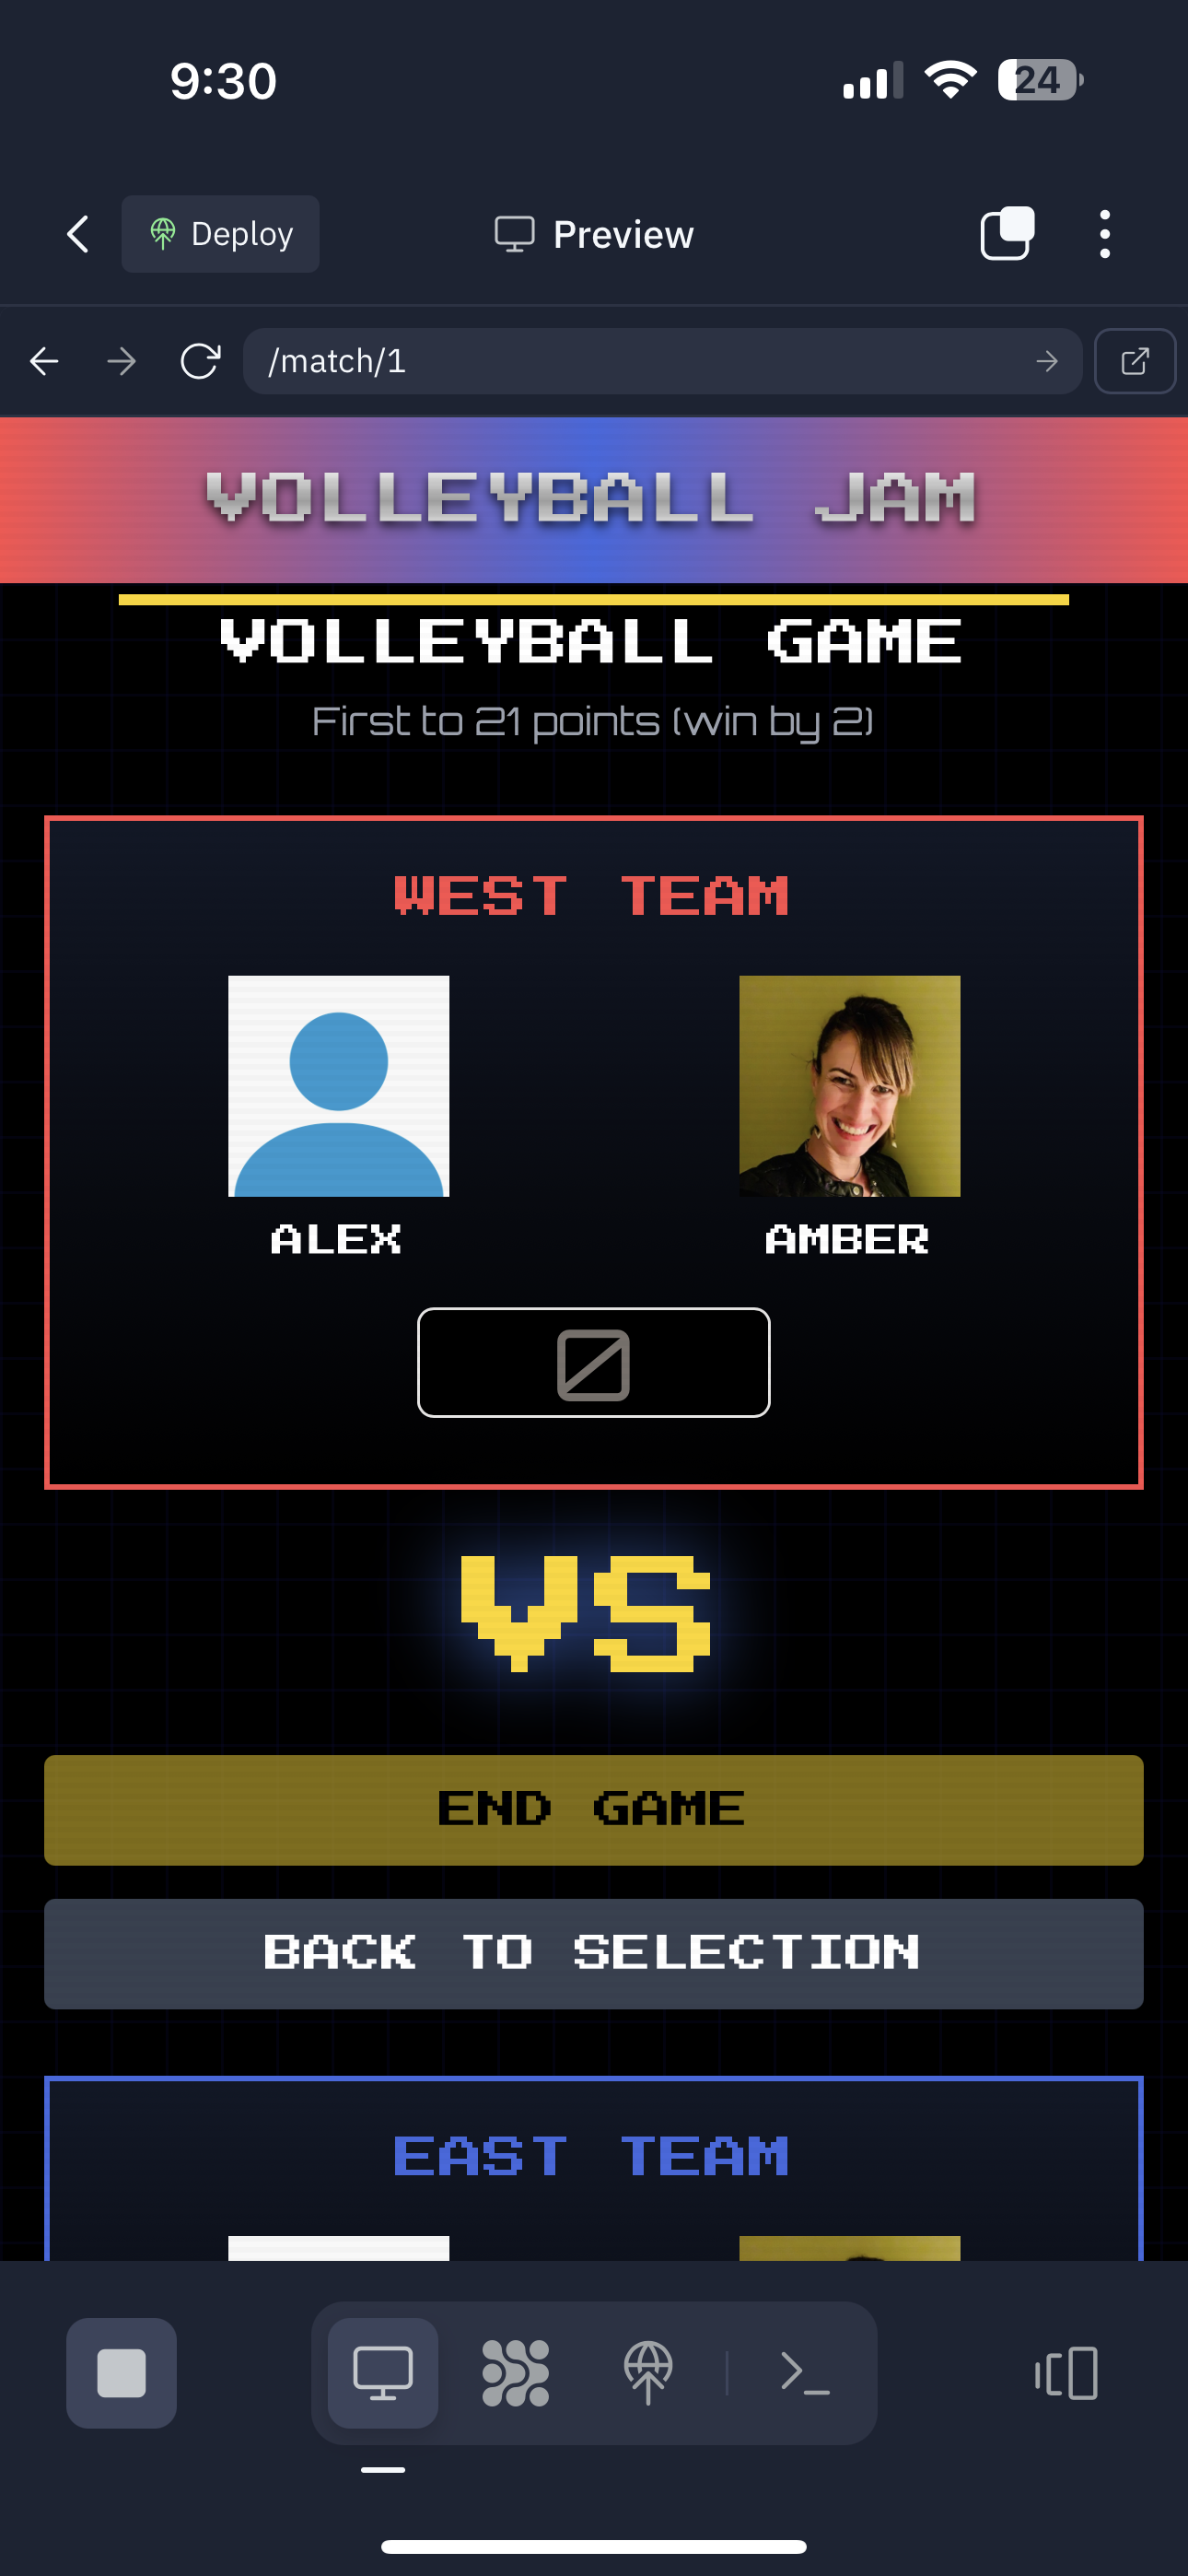 9:30
24
Deploy
Preview
/match/1
VOLLEYBALL JAM
VOLLEYBALL GAME
First to 21 points (win by 2)
WEST TEAM
ALEX
AMBER
VS
END GAME
BACK TO SELECTION
EAST TEAM